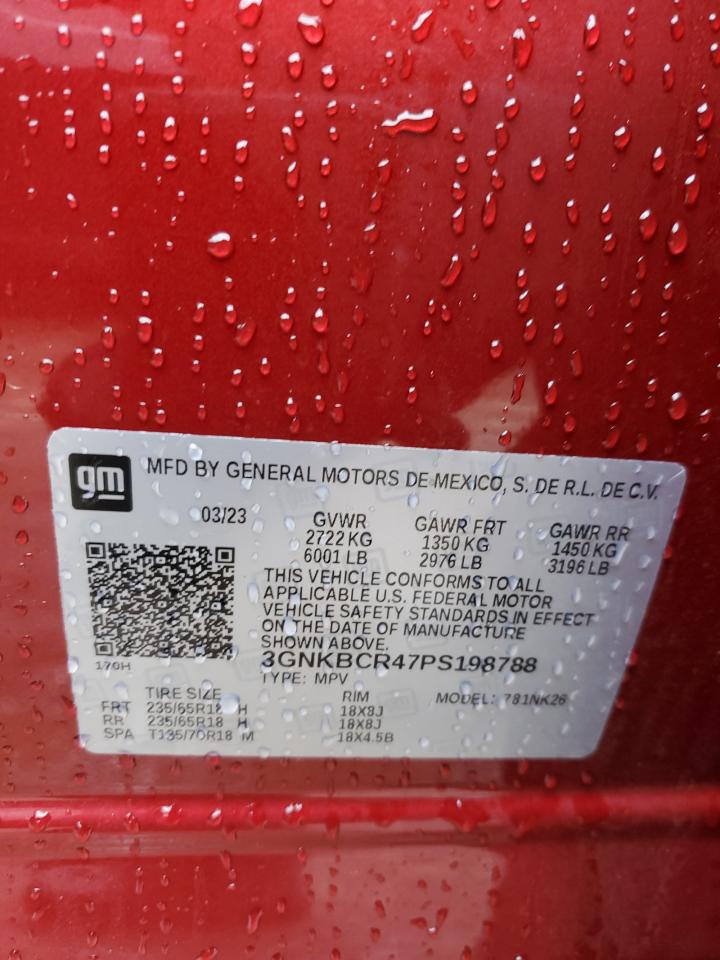 gm
MFD BY GENERAL MOTORS DE MEXICO, S. DE R.L. DE C.V.
03/23
GVWR GAWR FRT GAWR RR
2722 KG 1350 KG 1450 KG
6001 LB 2976 LB 3196 LB
THIS VEHICLE CONFORMS TO ALL
APPLICABLE U.S. FEDERAL MOTOR
VEHICLE SAFETY STANDARDS IN EFFECT
ON THE DATE OF MANUFACTURE
SHOWN ABOVE.
170H
3GNKBCR47PS198788
TYPE: MPV
TIRE SIZE RIM MODEL: 781NK26
FRT 235/65R18 H 18X8J
RR 235/65R18 H 18X8J
SPA T135/70R18 M 18X4.5B